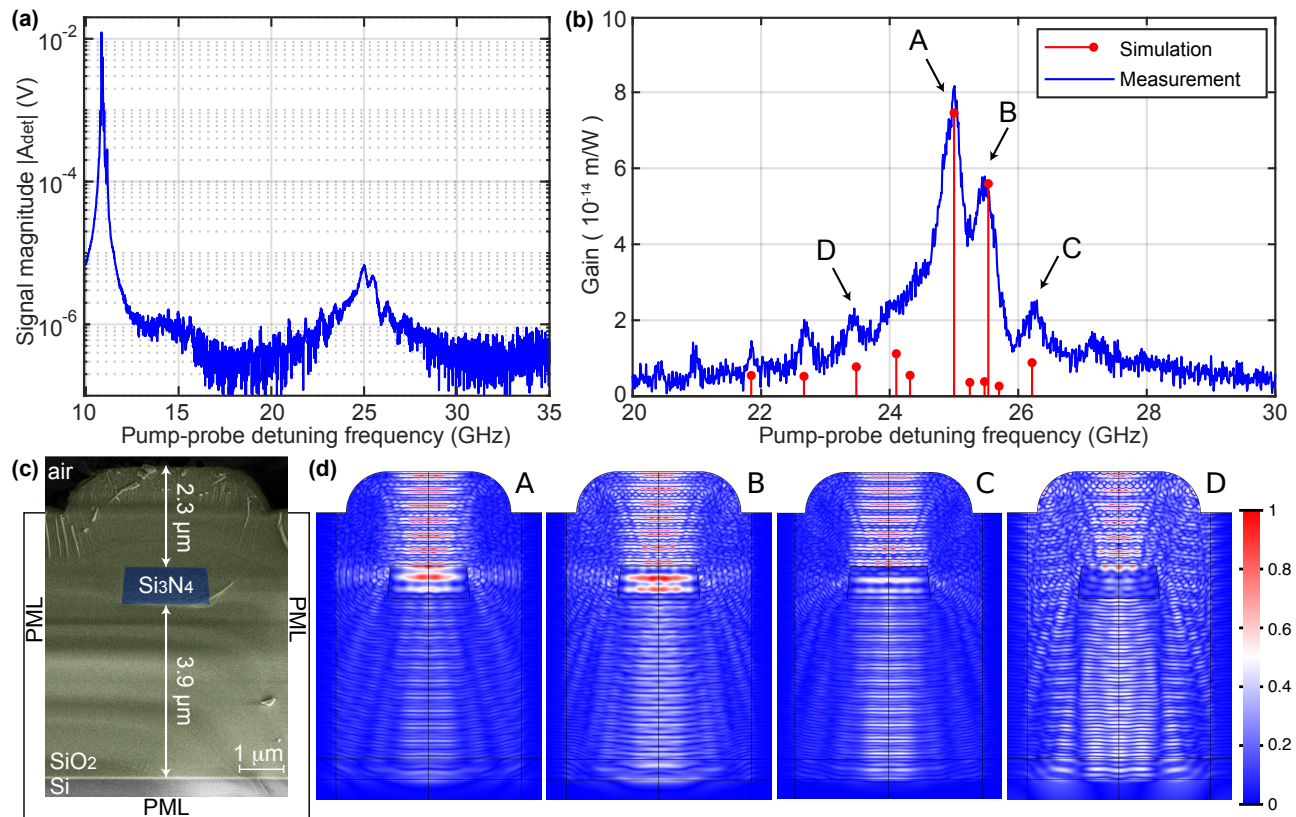 (a)
Signal magnitude |Adet| (V)
10⁻²
10⁻⁴
10⁻⁶
10 15 20 25 30 35
Pump-probe detuning frequency (GHz)
(b)
Gain ( 10⁻¹⁴ m/W)
10
8
6
4
2
0
A
B
C
D
Simulation
Measurement
20 22 24 26 28 30
Pump-probe detuning frequency (GHz)
(c)
air
2.3 μm
PML
Si3N4
PML
3.9 μm
SiO2
1 μm
Si
PML
(d)
A
B
C
D
1
0.8
0.6
0.4
0.2
0